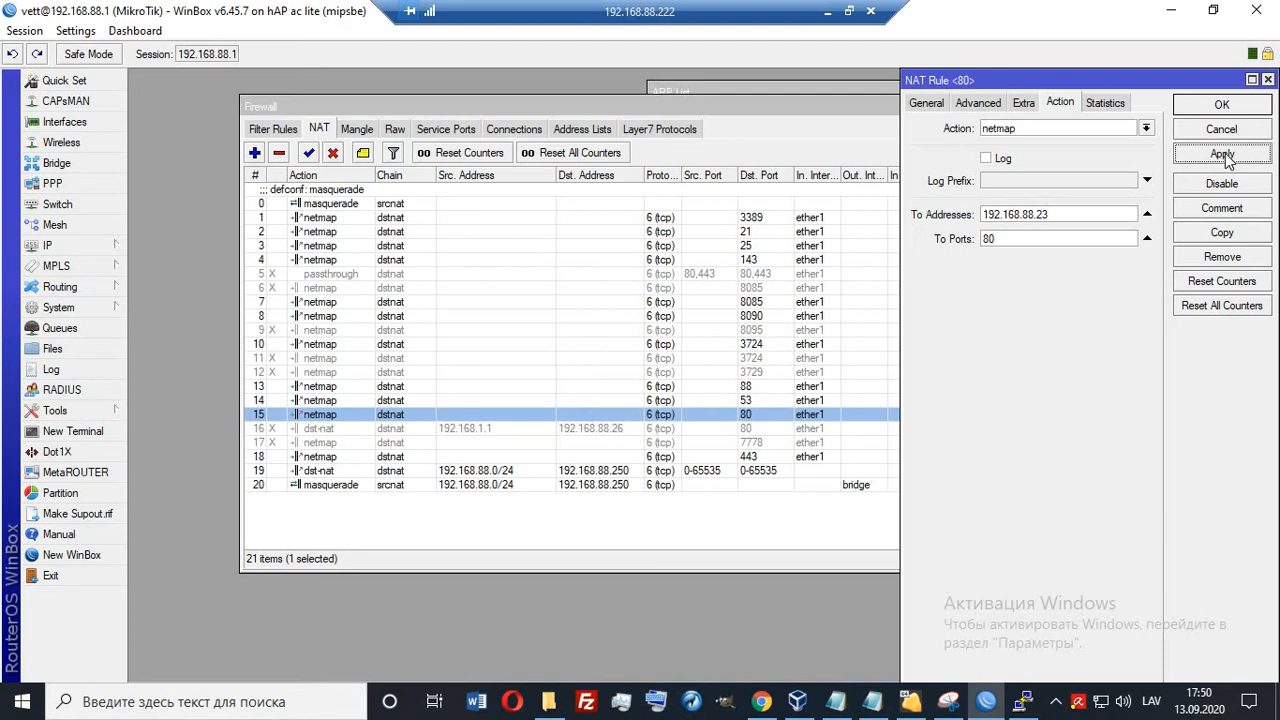 vett@192.168.88.1 (MikroTik) - WinBox v6.45.7 on hAP ac lite (mipsbe)
192.168.88.222
Session Settings Dashboard
Safe Mode Session: 192.168.88.1
Quick Set
CAPsMAN
Interfaces
Wireless
Bridge
PPP
Switch
Mesh
IP
MPLS
Routing
System
Queues
Files
Log
RADIUS
Tools
New Terminal
Dot1X
MetaROUTER
Partition
Make Supout.rif
Manual
New WinBox
Exit
RouterOS WinBox
Firewall
Filter Rules NAT Mangle Raw Service Ports Connections Address Lists Layer7 Protocols
00 Reset Counters 00 Reset All Counters
# Action Chain Src. Address Dst. Address Proto... Src. Port Dst. Port In. Inter... Out. Int... In
;;; defconf: masquerade
0 masquerade srcnat
1 netmap dstnat 6 (tcp) 3389 ether1
2 netmap dstnat 6 (tcp) 21 ether1
3 netmap dstnat 6 (tcp) 25 ether1
4 netmap dstnat 6 (tcp) 143 ether1
5 X passthrough dstnat 6 (tcp) 80,443 80,443 ether1
6 X netmap dstnat 6 (tcp) 8085 ether1
7 netmap dstnat 6 (tcp) 8085 ether1
8 netmap dstnat 6 (tcp) 8090 ether1
9 X netmap dstnat 6 (tcp) 8095 ether1
10 netmap dstnat 6 (tcp) 3724 ether1
11 X netmap dstnat 6 (tcp) 3724 ether1
12 X netmap dstnat 6 (tcp) 3729 ether1
13 netmap dstnat 6 (tcp) 88 ether1
14 netmap dstnat 6 (tcp) 53 ether1
15 netmap dstnat 6 (tcp) 80 ether1
16 X dst-nat dstnat 192.168.1.1 192.168.88.26 6 (tcp) 80 ether1
17 X netmap dstnat 6 (tcp) 7778 ether1
18 netmap dstnat 6 (tcp) 443 ether1
19 dst-nat dstnat 192.168.88.0/24 192.168.88.250 6 (tcp) 0-65535 0-65535
20 masquerade srcnat 192.168.88.0/24 192.168.88.250 6 (tcp) bridge
21 items (1 selected)
NAT Rule <80>
General Advanced Extra Action Statistics
Action: netmap
Log
Log Prefix:
To Addresses: 192.168.88.23
To Ports: 80
OK
Cancel
Apply
Disable
Comment
Copy
Remove
Reset Counters
Reset All Counters
Активация Windows
Чтобы активировать Windows, перейдите в
раздел "Параметры".
Введите здесь текст для поиска
LAV
17:50
13.09.2020